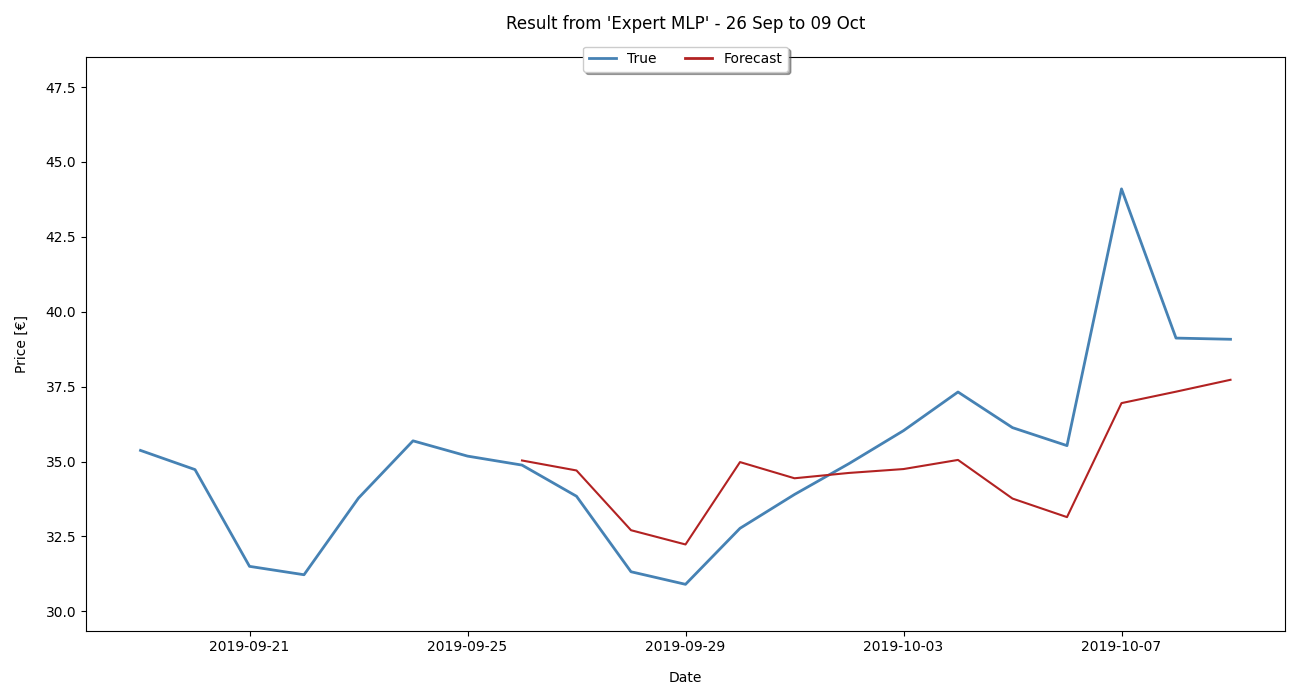 Result from 'Expert MLP' - 26 Sep to 09 Oct
True Forecast
47.5
45.0
42.5
40.0
37.5
35.0
32.5
30.0
Price [€]
2019-09-21 2019-09-25 2019-09-29 2019-10-03 2019-10-07
Date